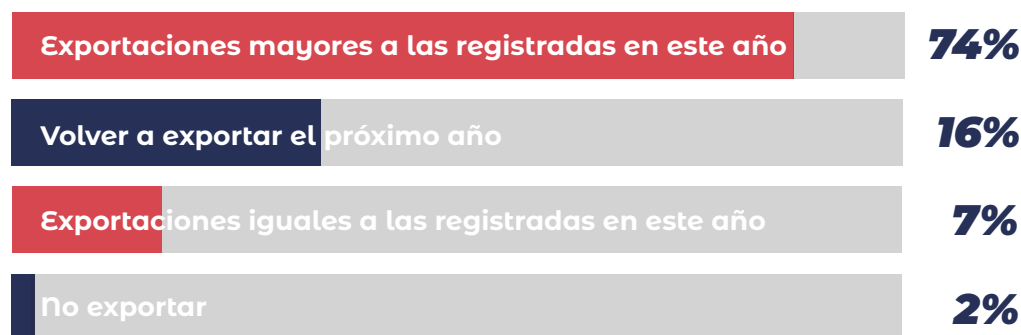 Exportaciones mayores a las registradas en este año 74%
Volver a exportar el próximo año 16%
Exportaciones iguales a las registradas en este año 7%
No exportar 2%